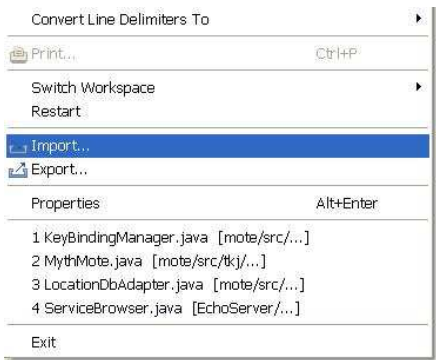 Convert Line Delimiters To
Print... Ctrl+P
Switch Workspace
Restart
Import...
Export...
Properties Alt+Enter
1 KeyBindingManager.java [mote/src/...]
2 MythMote.java [mote/src/tkj/...]
3 LocationDbAdapter.java [mote/src/...]
4 ServiceBrowser.java [EchoServer/...]
Exit